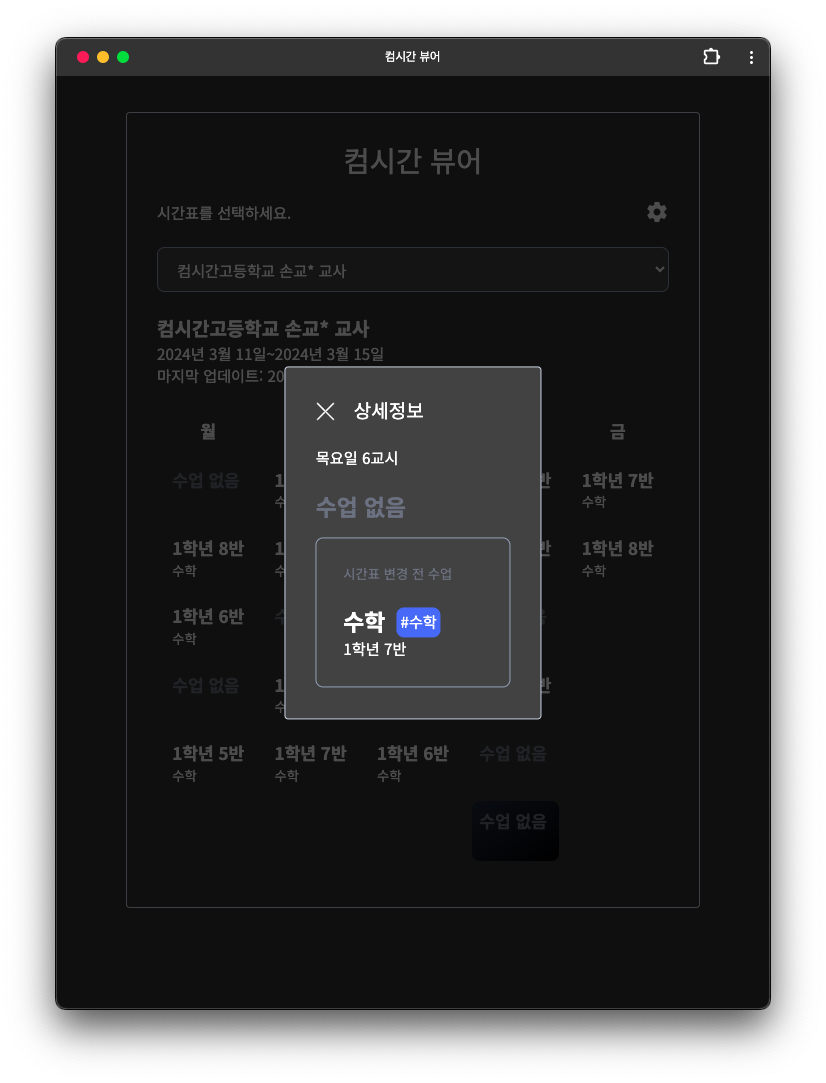 컴시간 뷰어
컴시간 뷰어
시간표를 선택하세요.
컴시간고등학교 손교* 교사
컴시간고등학교 손교* 교사
2024년 3월 11일~2024년 3월 15일
마지막 업데이트: 20
상세정보
월
금
목요일 6교시
수업 없음
1학년 7반
수학
수업 없음
시간표 변경 전 수업
1학년 8반
1학년 8반
수학
수학
수학 #수학
1학년 7반
1학년 6반
수학
수업 없음
1학년 5반 1학년 7반 1학년 6반 수업 없음
수학 수학 수학
수업 없음